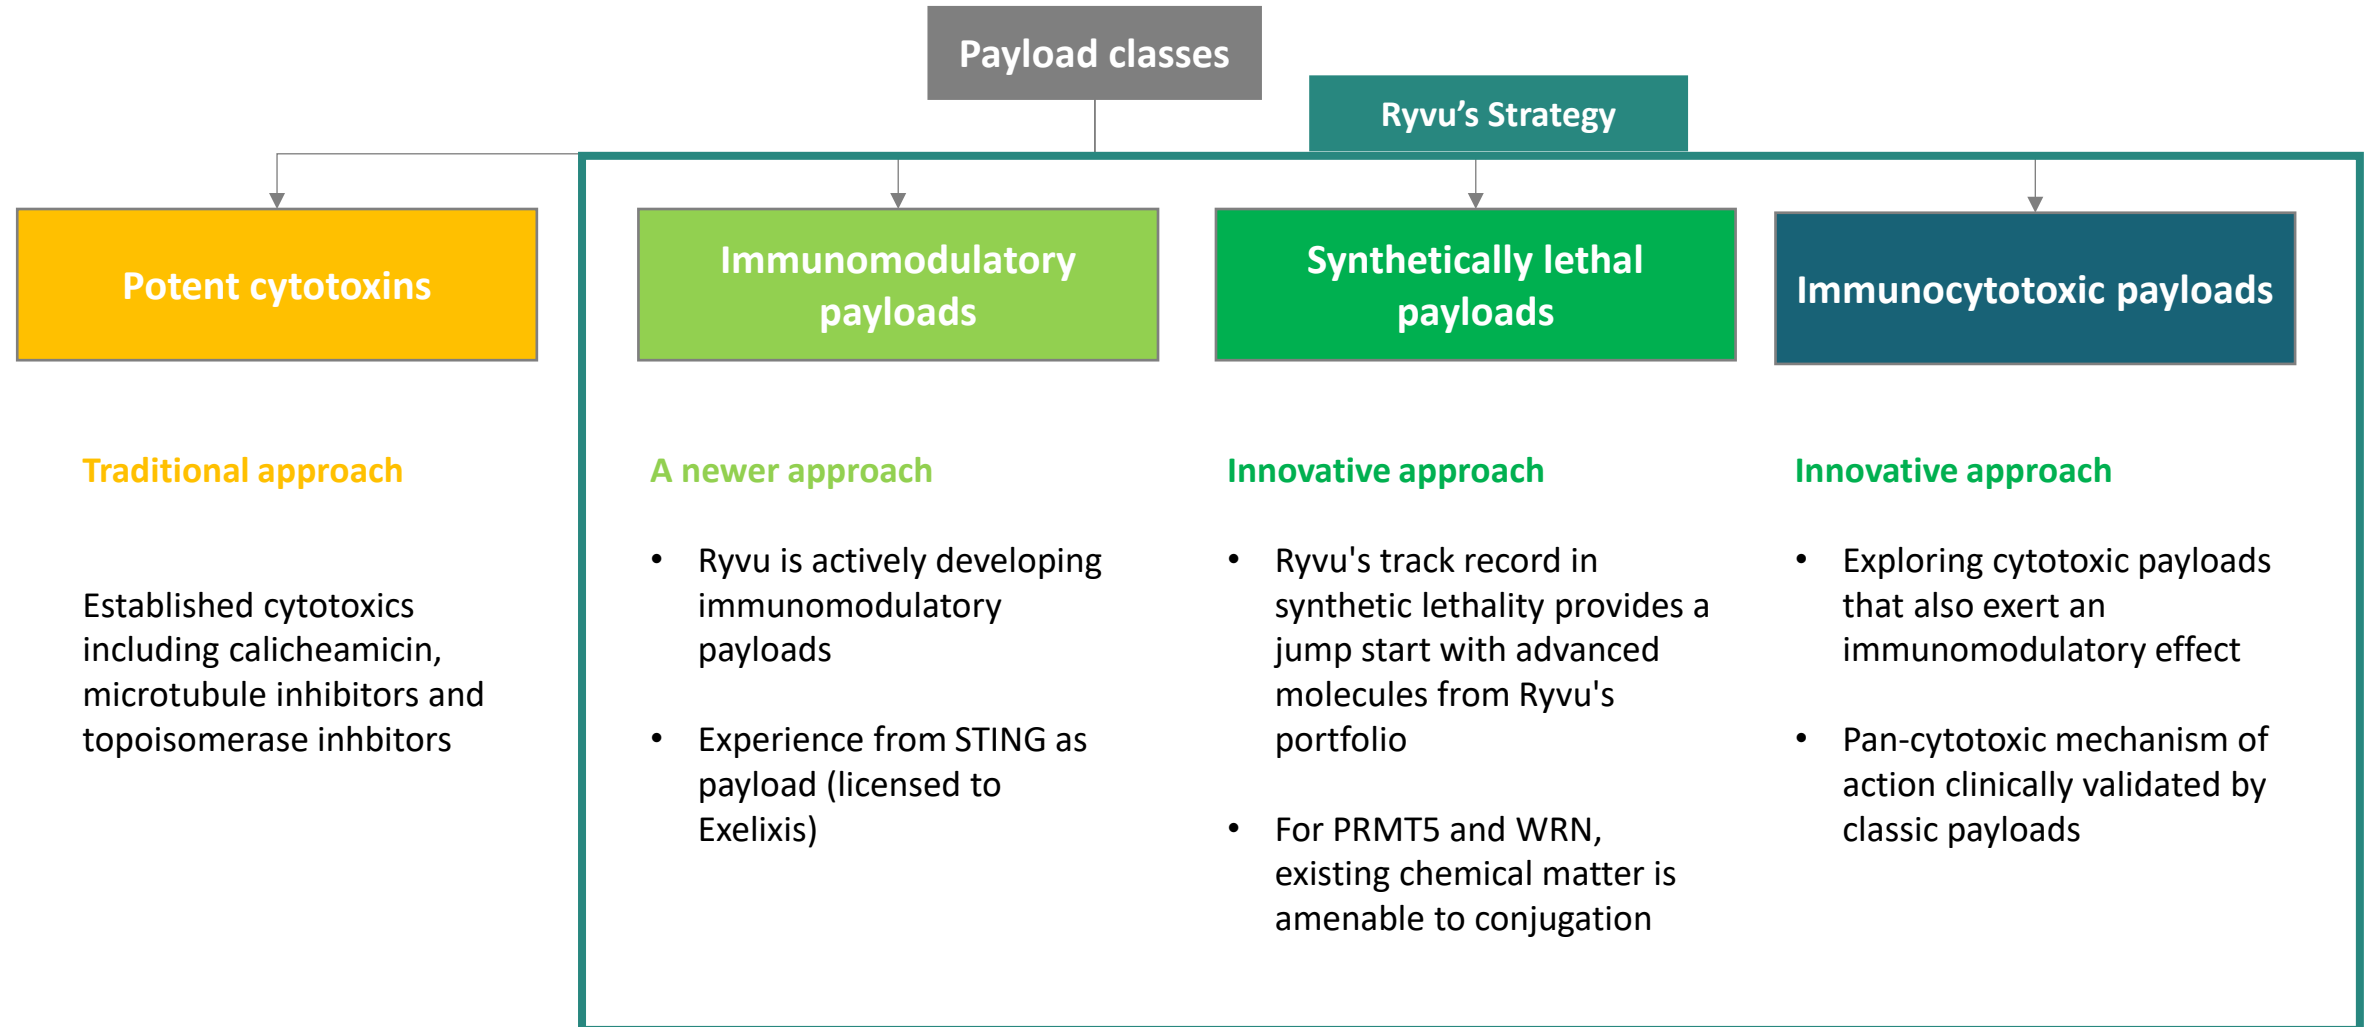 Payload classes
Ryvu’s Strategy
Potent cytotoxins
Immunomodulatory
payloads
Synthetically lethal
payloads
Immunocytotoxic payloads
Traditional approach
Established cytotoxics
including calicheamicin,
microtubule inhibitors and
topoisomerase inhbitors
A newer approach
• Ryvu is actively developing
immunomodulatory
payloads
• Experience from STING as
payload (licensed to
Exelixis)
Innovative approach
• Ryvu's track record in
synthetic lethality provides a
jump start with advanced
molecules from Ryvu's
portfolio
• For PRMT5 and WRN,
existing chemical matter is
amenable to conjugation
Innovative approach
• Exploring cytotoxic payloads
that also exert an
immunomodulatory effect
• Pan-cytotoxic mechanism of
action clinically validated by
classic payloads